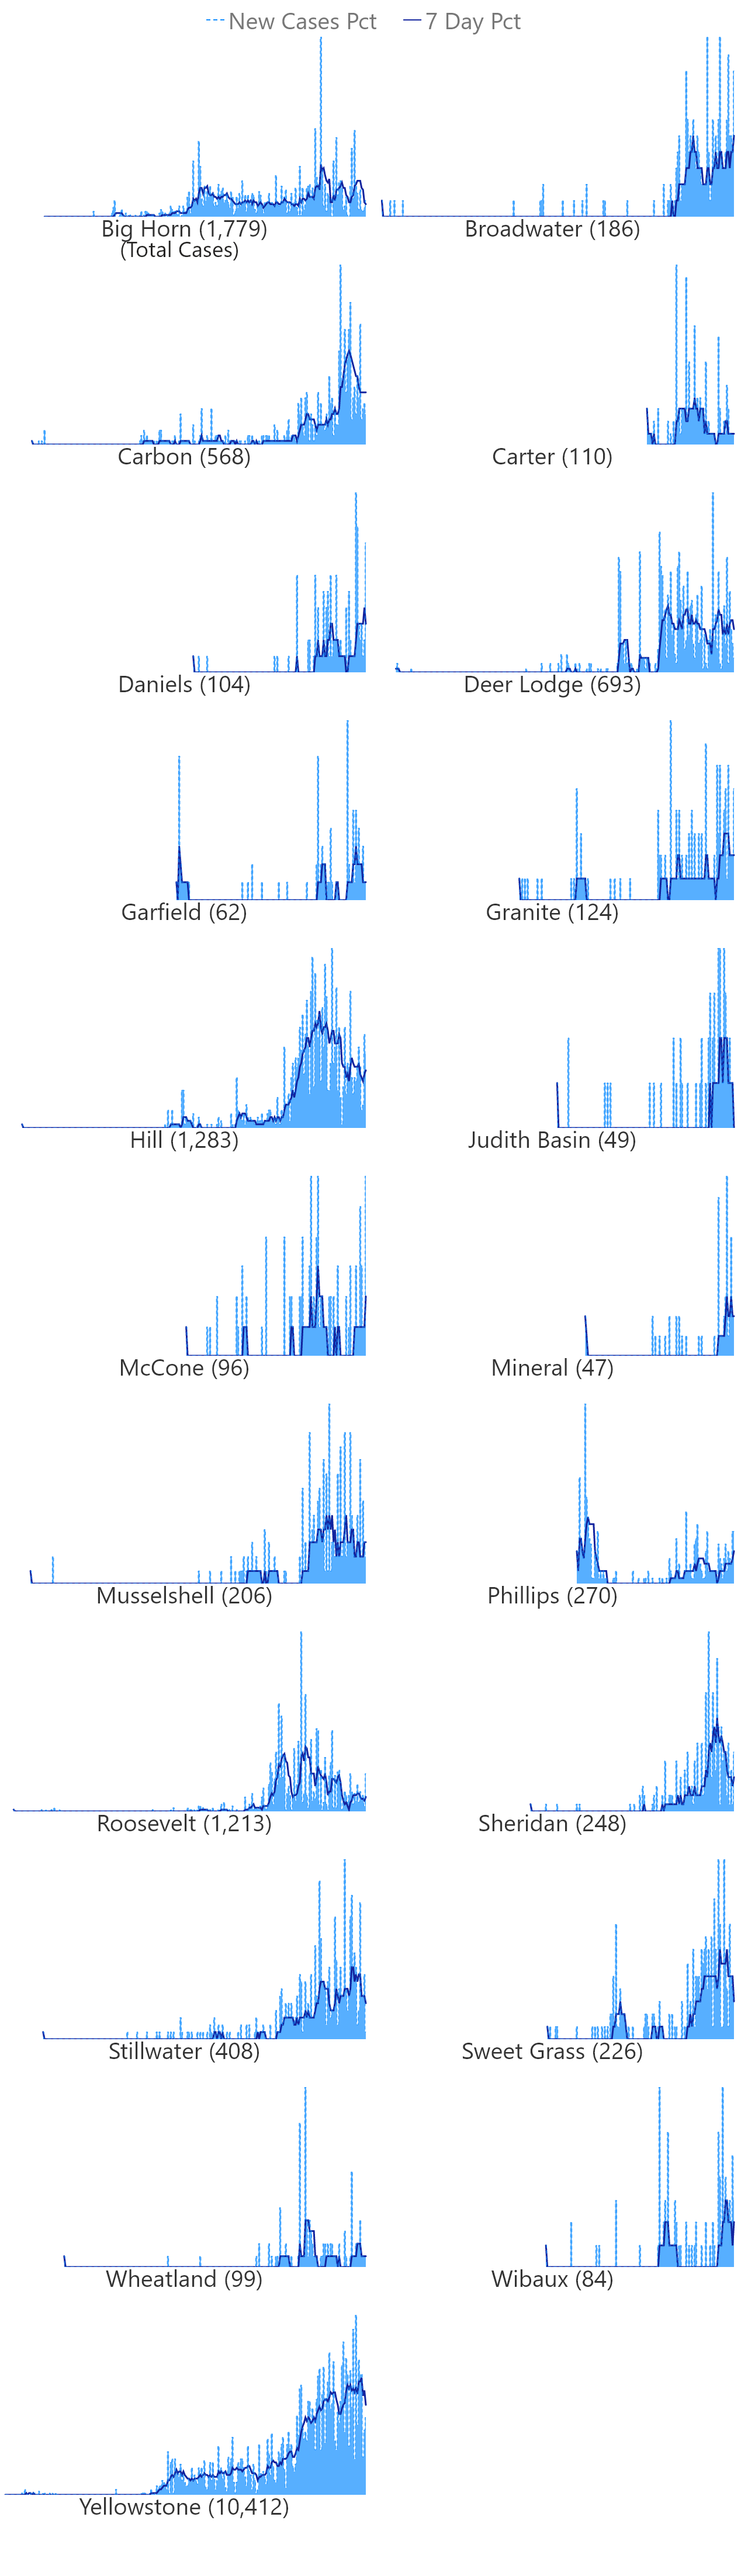 New Cases Pct 7 Day Pct
Big Horn (1,779) Broadwater (186)
(Total Cases)
Carbon (568) Carter (110)
Daniels (104) Deer Lodge (693)
Garfield (62) Granite (124)
Hill (1,283) Judith Basin (49)
McCone (96) Mineral (47)
Musselshell (206) Phillips (270)
Roosevelt (1,213) Sheridan (248)
Stillwater (408) Sweet Grass (226)
Wheatland (99) Wibaux (84)
Yellowstone (10,412)